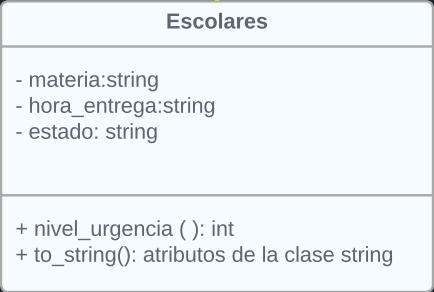 Escolares
- materia:string
- hora_entrega:string
- estado: string
+ nivel_urgencia ( ): int
+ to_string(): atributos de la clase string